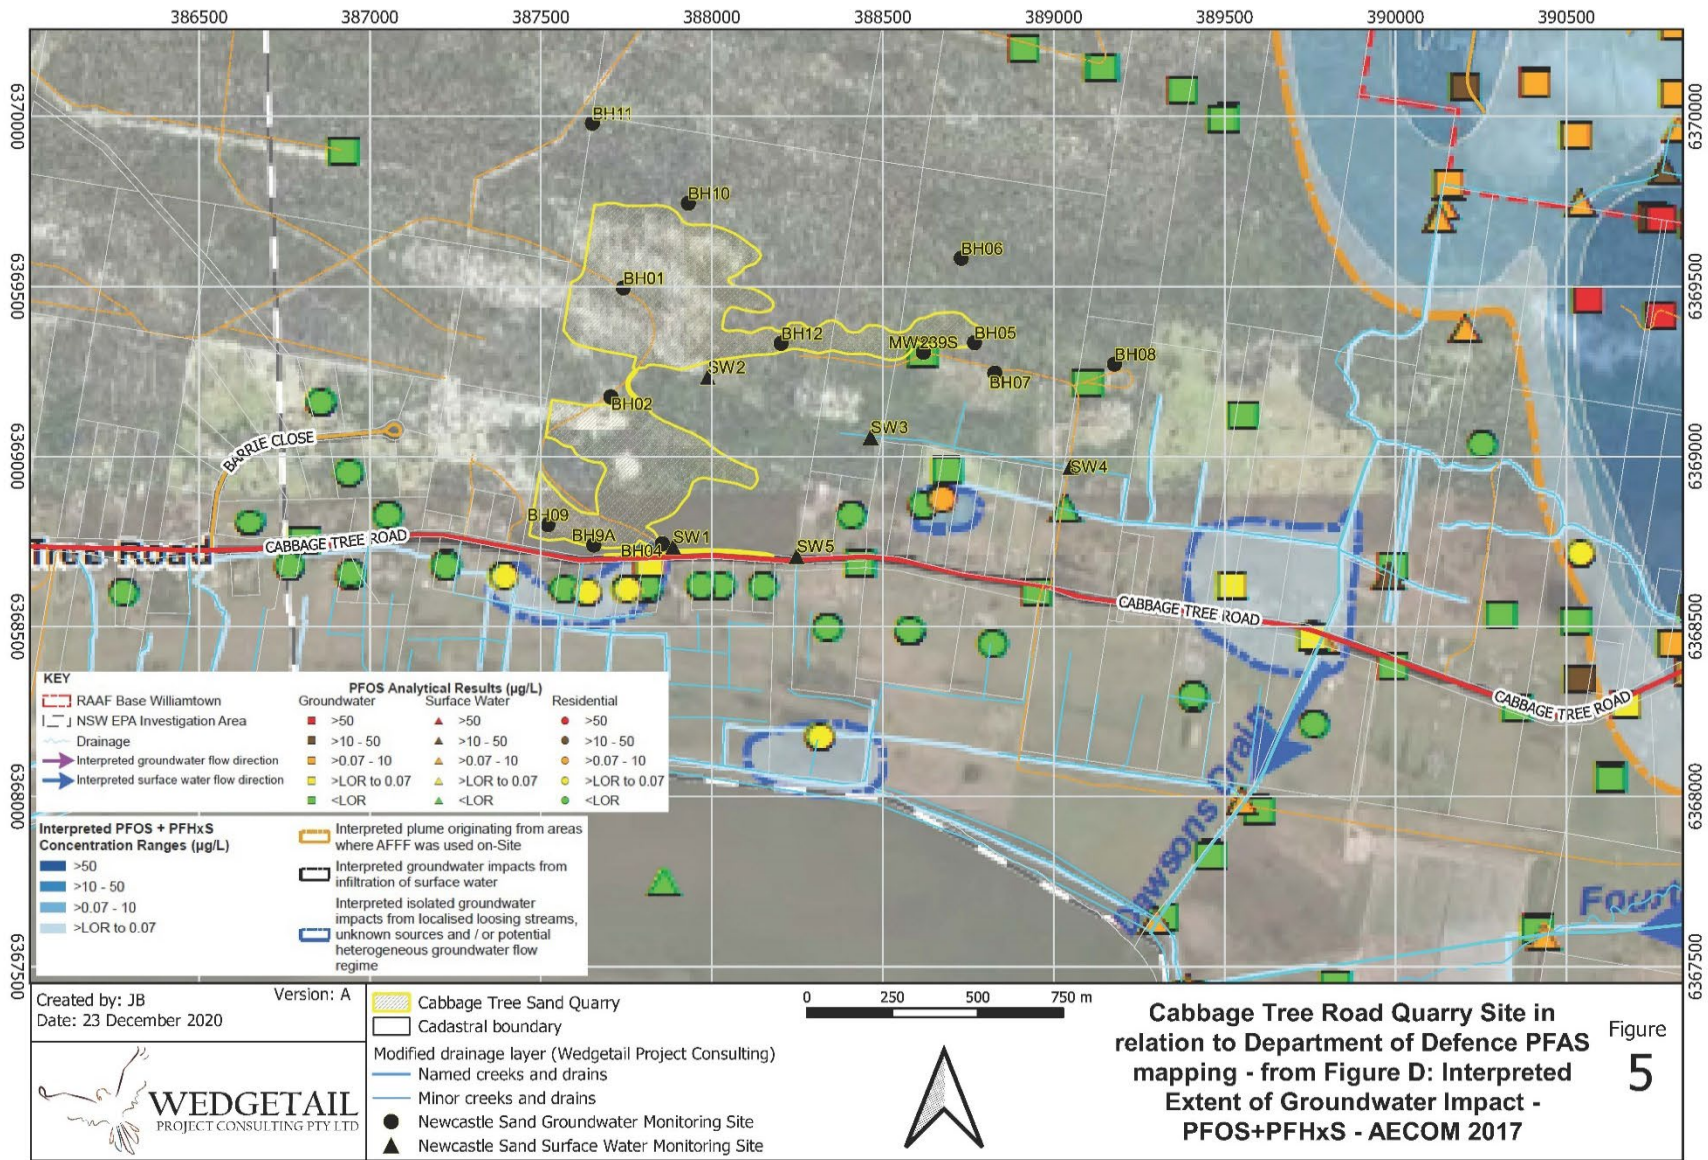 386500 387000 387500 388000 388500 389000 389500 390000 390500
6370000
6369500
6369000
6368500
6368000
6367500
6370000
6369500
6369000
6368500
6368000
6367500
BH11
BH10
BH06
BH01
BH12
BH05
MW239S
BH08
SW2
BH07
BH02
SW3
BARRIE CLOSE
SW4
BH09
CABBAGE TREE ROAD
BH9A
BH04
SW1
SW5
Road
CABBAGE TREE ROAD
CABBAGE TREE ROAD
Dawsons Drain
Fourt
KEY
RAAF Base Williamtown
NSW EPA Investigation Area
Drainage
Interpreted groundwater flow direction
Interpreted surface water flow direction
PFOS Analytical Results (µg/L)
Groundwater Surface Water Residential
>50 >50 >50
>10 - 50 >10 - 50 >10 - 50
>0.07 - 10 >0.07 - 10 >0.07 - 10
>LOR to 0.07 >LOR to 0.07 >LOR to 0.07
<LOR <LOR <LOR
Interpreted PFOS + PFHxS
Concentration Ranges (µg/L)
>50
>10 - 50
>0.07 - 10
>LOR to 0.07
Interpreted plume originating from areas
where AFFF was used on-Site
Interpreted groundwater impacts from
infiltration of surface water
Interpreted isolated groundwater
impacts from localised loosing streams,
unknown sources and / or potential
heterogeneous groundwater flow
regime
Created by: JB Version: A
Date: 23 December 2020
WEDGETAIL
PROJECT CONSULTING PTY LTD
Cabbage Tree Sand Quarry
Cadastral boundary
Modified drainage layer (Wedgetail Project Consulting)
Named creeks and drains
Minor creeks and drains
Newcastle Sand Groundwater Monitoring Site
Newcastle Sand Surface Water Monitoring Site
0 250 500 750 m
Cabbage Tree Road Quarry Site in
relation to Department of Defence PFAS
mapping - from Figure D: Interpreted
Extent of Groundwater Impact -
PFOS+PFHxS - AECOM 2017
Figure
5